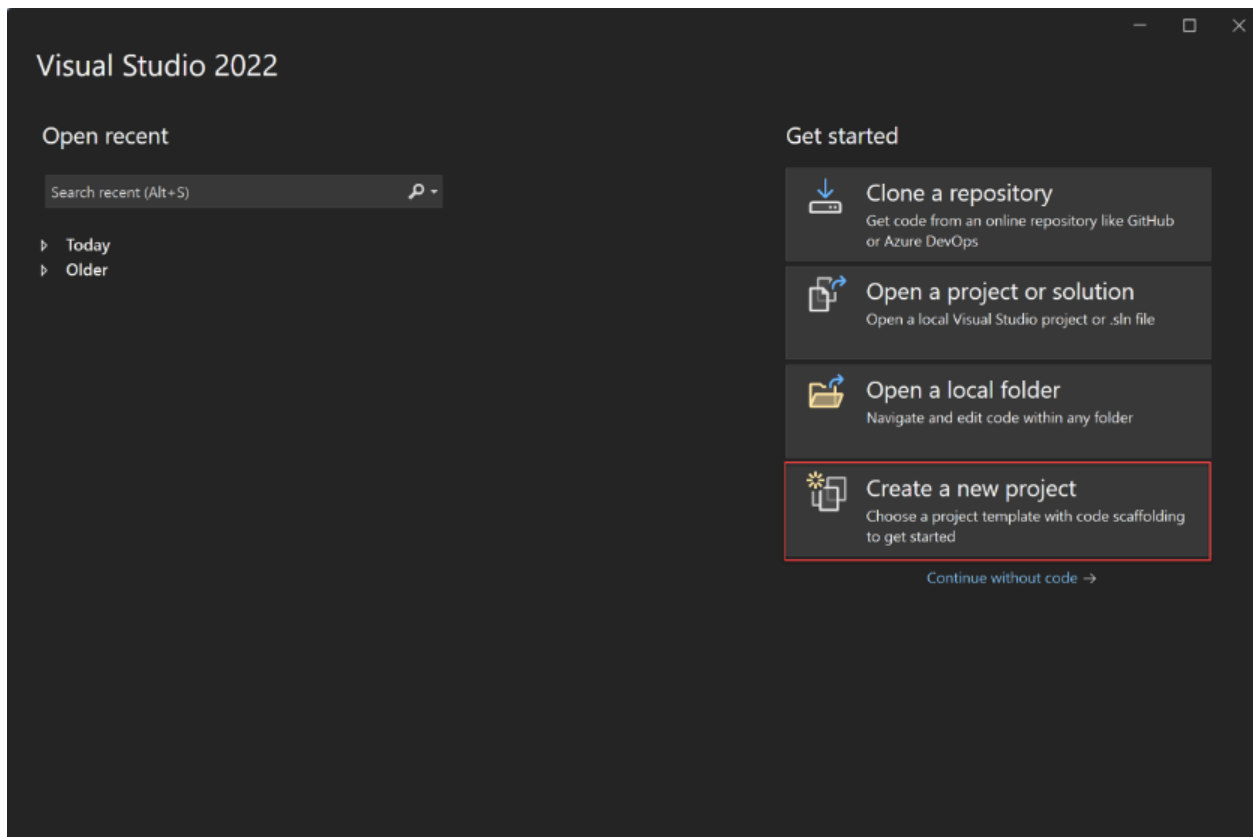 Visual Studio 2022
Open recent
Search recent (Alt+S)
Today
Older
Get started
Clone a repository
Get code from an online repository like GitHub
or Azure DevOps
Open a project or solution
Open a local Visual Studio project or .sln file
Open a local folder
Navigate and edit code within any folder
Create a new project
Choose a project template with code scaffolding
to get started
Continue without code →